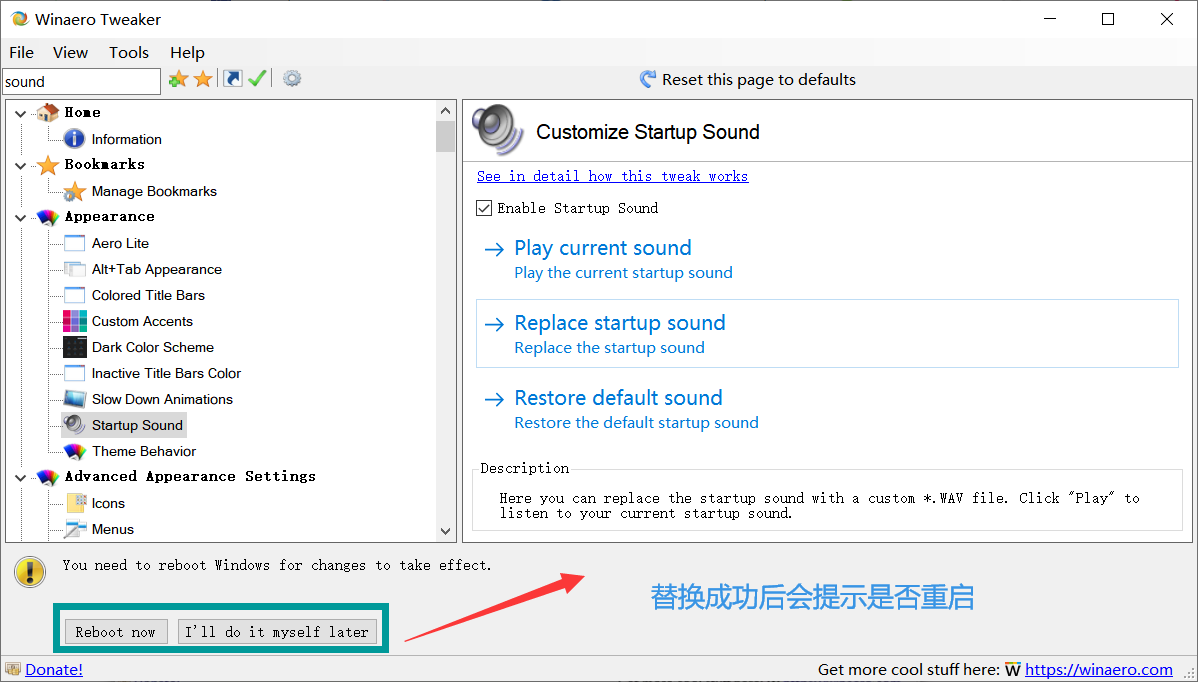 Winaero Tweaker
File View Tools Help
sound
Reset this page to defaults
Home
Information
Bookmarks
Manage Bookmarks
Appearance
Aero Lite
Alt+Tab Appearance
Colored Title Bars
Custom Accents
Dark Color Scheme
Inactive Title Bars Color
Slow Down Animations
Startup Sound
Theme Behavior
Advanced Appearance Settings
Icons
Menus
Customize Startup Sound
See in detail how this tweak works
Enable Startup Sound
Play current sound
Play the current startup sound
Replace startup sound
Replace the startup sound
Restore default sound
Restore the default startup sound
Description
Here you can replace the startup sound with a custom *.WAV file. Click "Play" to
listen to your current startup sound.
You need to reboot Windows for changes to take effect.
替换成功后会提示是否重启
Reboot now
I'll do it myself later
Donate!
Get more cool stuff here: W https://winaero.com